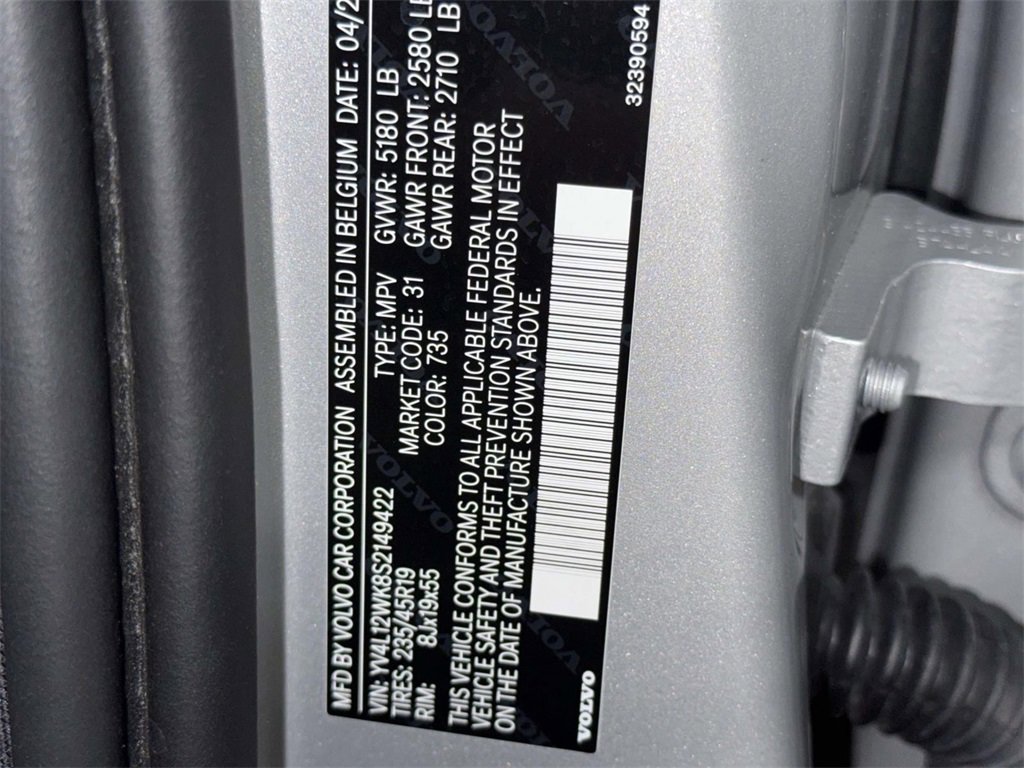 MFD BY VOLVO CAR CORPORATION ASSEMBLED IN BELGIUM DATE: 04/2
VIN: YV4L12WK8S2149422 TYPE: MPV GVWR: 5180 LB
TIRES: 235/45R19 MARKET CODE: 31 GAWR FRONT: 2580 LB
RIM: 8Jx19x55 COLOR: 735 GAWR REAR: 2710 LB
THIS VEHICLE CONFORMS TO ALL APPLICABLE FEDERAL MOTOR
VEHICLE SAFETY AND THEFT PREVENTION STANDARDS IN EFFECT
ON THE DATE OF MANUFACTURE SHOWN ABOVE.
VOLVO
32390594